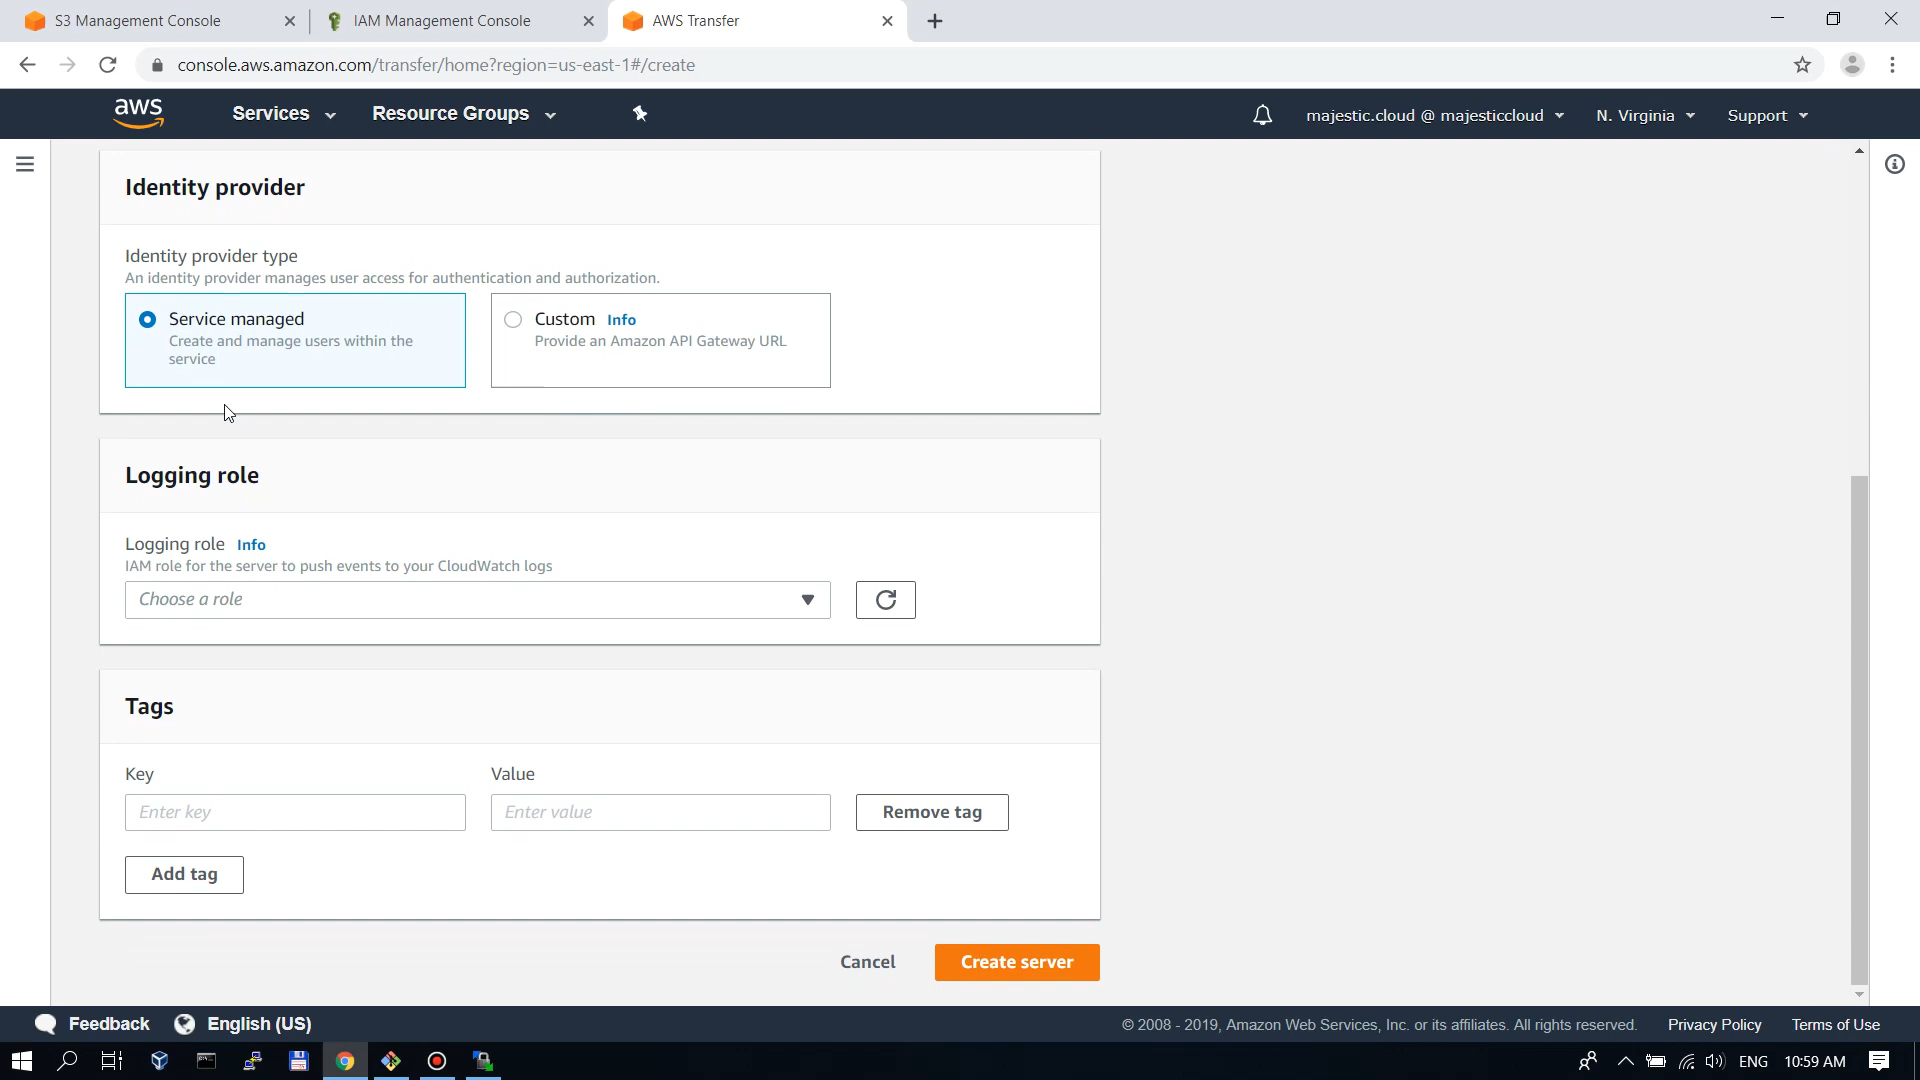 S3 Management Console
IAM Management Console
AWS Transfer
console.aws.amazon.com/transfer/home?region=us-east-1#/create
aws
Services
Resource Groups
majestic.cloud @ majesticcloud
N. Virginia
Support
Identity provider
Identity provider type
An identity provider manages user access for authentication and authorization.
Service managed
Create and manage users within the
service
Custom Info
Provide an Amazon API Gateway URL
Logging role
Logging role Info
IAM role for the server to push events to your CloudWatch logs
Choose a role
Tags
Key
Value
Enter key
Enter value
Remove tag
Add tag
Cancel
Create server
Feedback
English (US)
© 2008 - 2019, Amazon Web Services, Inc. or its affiliates. All rights reserved.
Privacy Policy
Terms of Use
ENG
10:59 AM